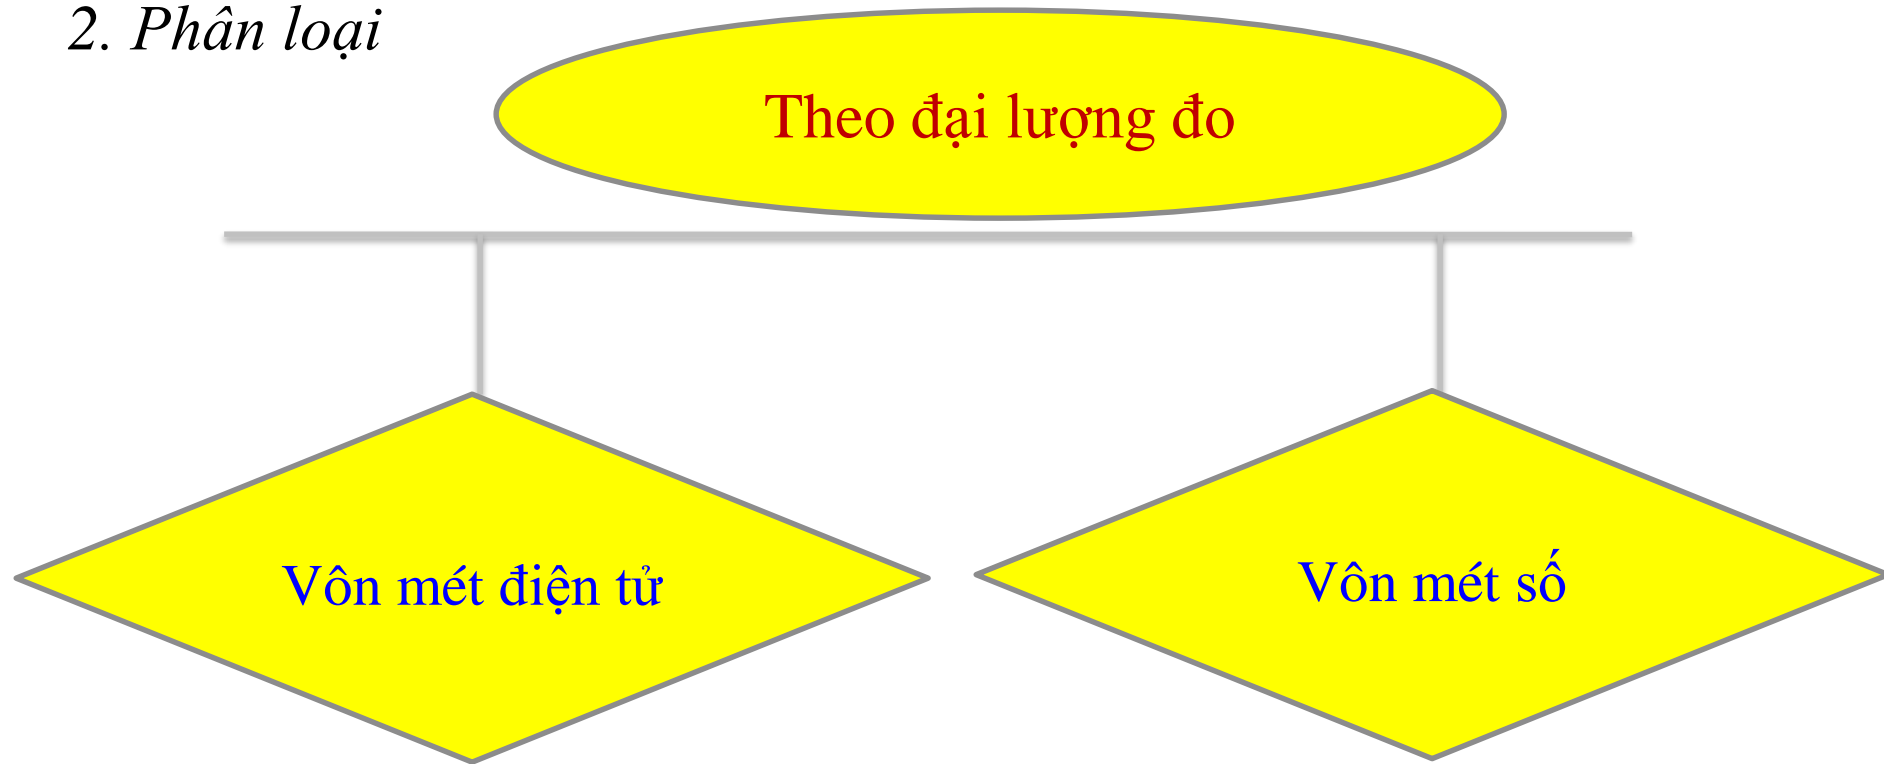 2. Phân loại
Theo đại lượng đo
Vôn mét điện tử
Vôn mét số